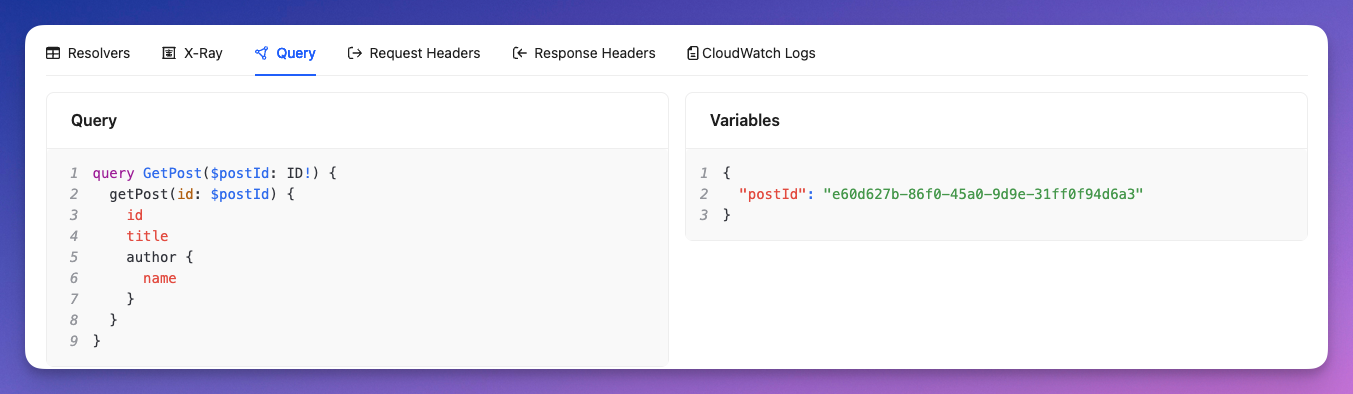 Resolvers X-Ray Query Request Headers Response Headers CloudWatch Logs
Query
1 query GetPost($postId: ID!) {
2   getPost(id: $postId) {
3     id
4     title
5     author {
6       name
7     }
8   }
9 }
Variables
1 {
2   "postId": "e60d627b-86f0-45a0-9d9e-31ff0f94d6a3"
3 }